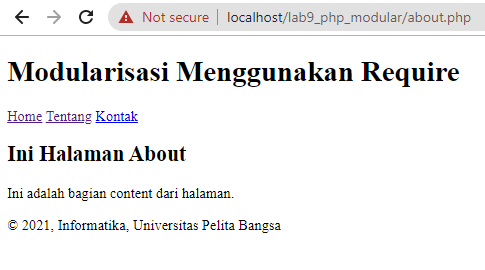 Not secure | localhost/lab9_php_modular/about.php
Modularisasi Menggunakan Require
Home Tentang Kontak
Ini Halaman About
Ini adalah bagian content dari halaman.
© 2021, Informatika, Universitas Pelita Bangsa